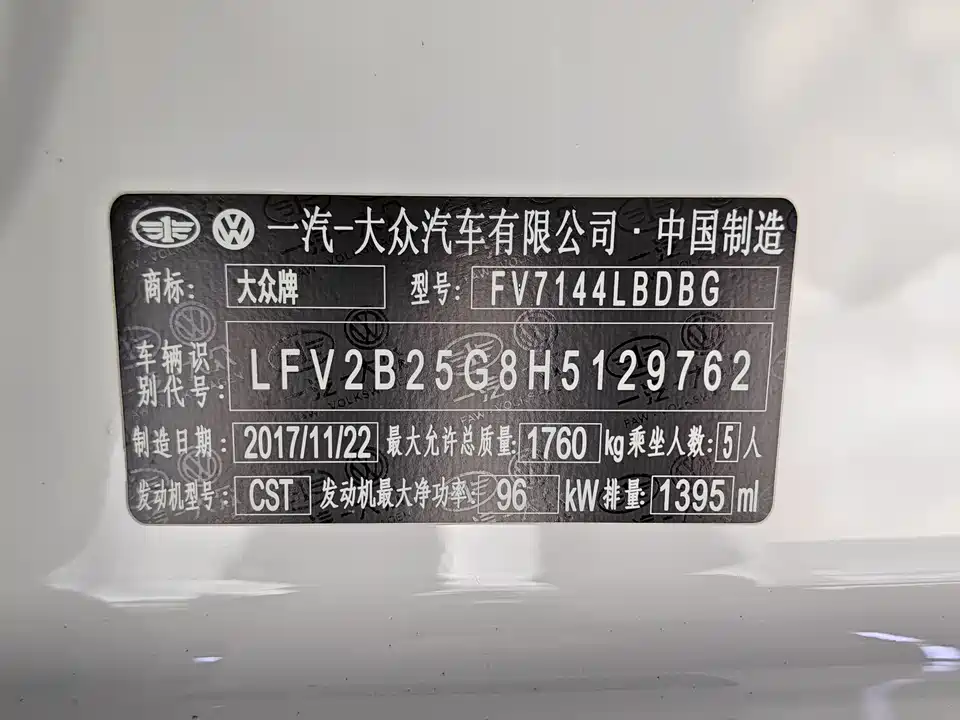 一汽-大众汽车有限公司·中国制造
商标: 大众牌 型号: FV7144LBDBG
车辆识别代号: LFV2B25G8H5129762
制造日期: 2017/11/22 最大允许总质量: 1760 kg 乘坐人数: 5 人
发动机型号: CST 发动机最大净功率: 96 kW 排量: 1395 ml